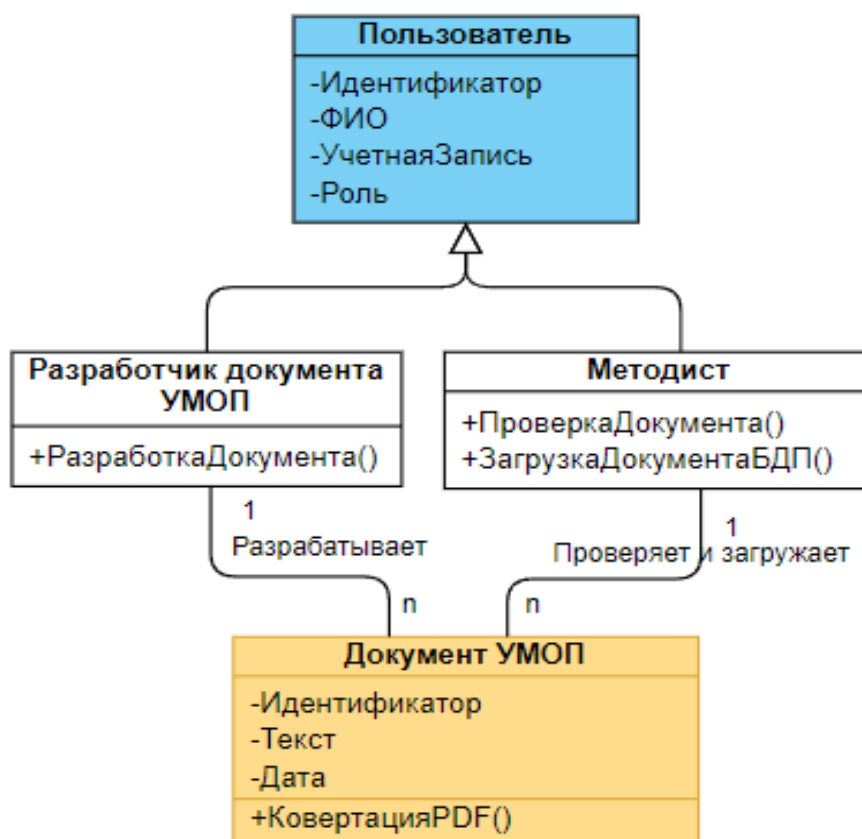 Пользователь
-Идентификатор
-ФИО
-УчетнаяЗапись
-Роль
Разработчик документа
УМОП
+РазработкаДокумента()
Методист
+ПроверкаДокумента()
+ЗагрузкаДокументаБДП()
1
Разрабатывает
n
1
Проверяет и загружает
n
Документ УМОП
-Идентификатор
-Текст
-Дата
+КовертацияPDF()